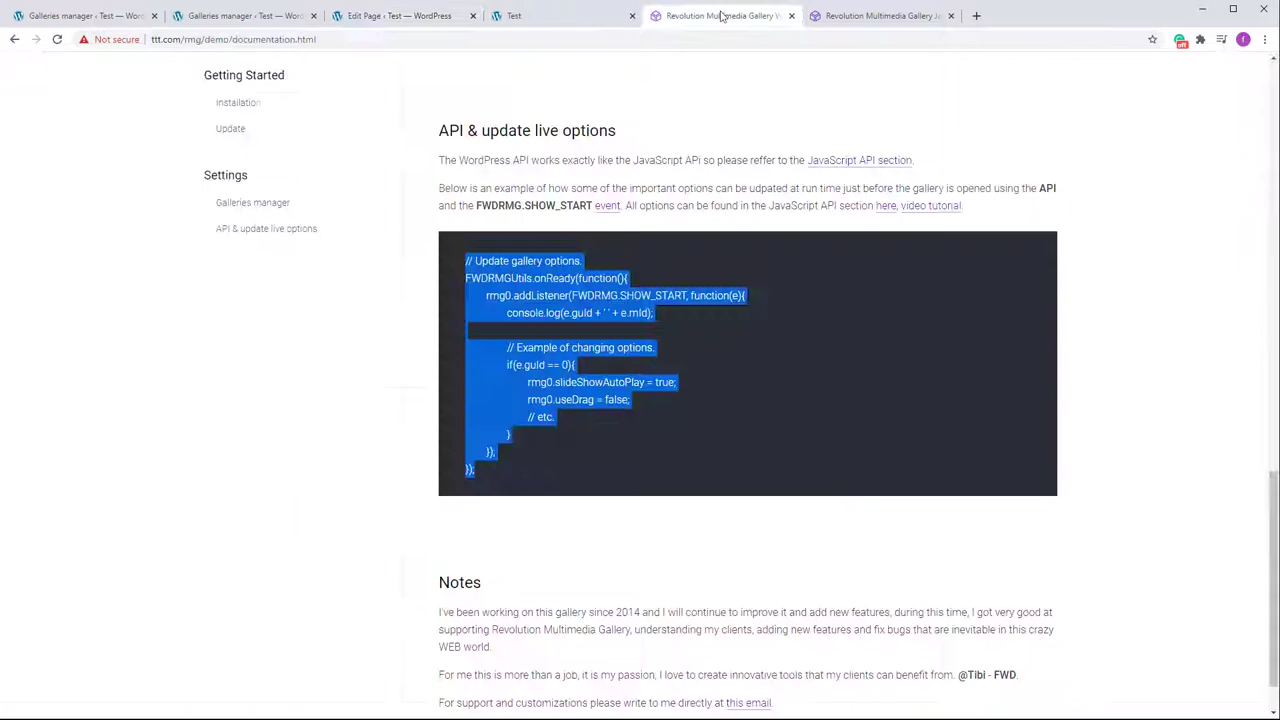 Galleries manager ‹ Test — Wor
Galleries manager ‹ Test — Wor
Edit Page ‹ Test — WordPress
Test
Revolution Multimedia Gallery
Revolution Multimedia Gallery
Not secure
ttt.com/rmg/demo/documentation.html
off
f
Getting Started
Installation
Update
Settings
Galleries manager
API & update live options
API & update live options
The WordPress API works exactly like the JavaScript APi so please reffer to the JavaScript API section.
Below is an example of how some of the important options can be udpated at run time just before the gallery is opened using the API
and the FWDRMG.SHOW_START event. All options can be found in the JavaScript API section here, video tutorial.
// Update gallery options.
FWDRMGUtils.onReady(function(){
rmg0.addListener(FWDRMG.SHOW_START, function(e){
console.log(e.guId + ' ' + e.mId);
// Example of changing options.
if(e.guId == 0){
rmg0.slideShowAutoPlay = true;
rmg0.useDrag = false;
// etc.
}
});
});
Notes
I've been working on this gallery since 2014 and I will continue to improve it and add new features, during this time, I got very good at
supporting Revolution Multimedia Gallery, understanding my clients, adding new features and fix bugs that are inevitable in this crazy
WEB world.
For me this is more than a job, it is my passion, I love to create innovative tools that my clients can benefit from. @Tibi - FWD.
For support and customizations please write to me directly at this email.